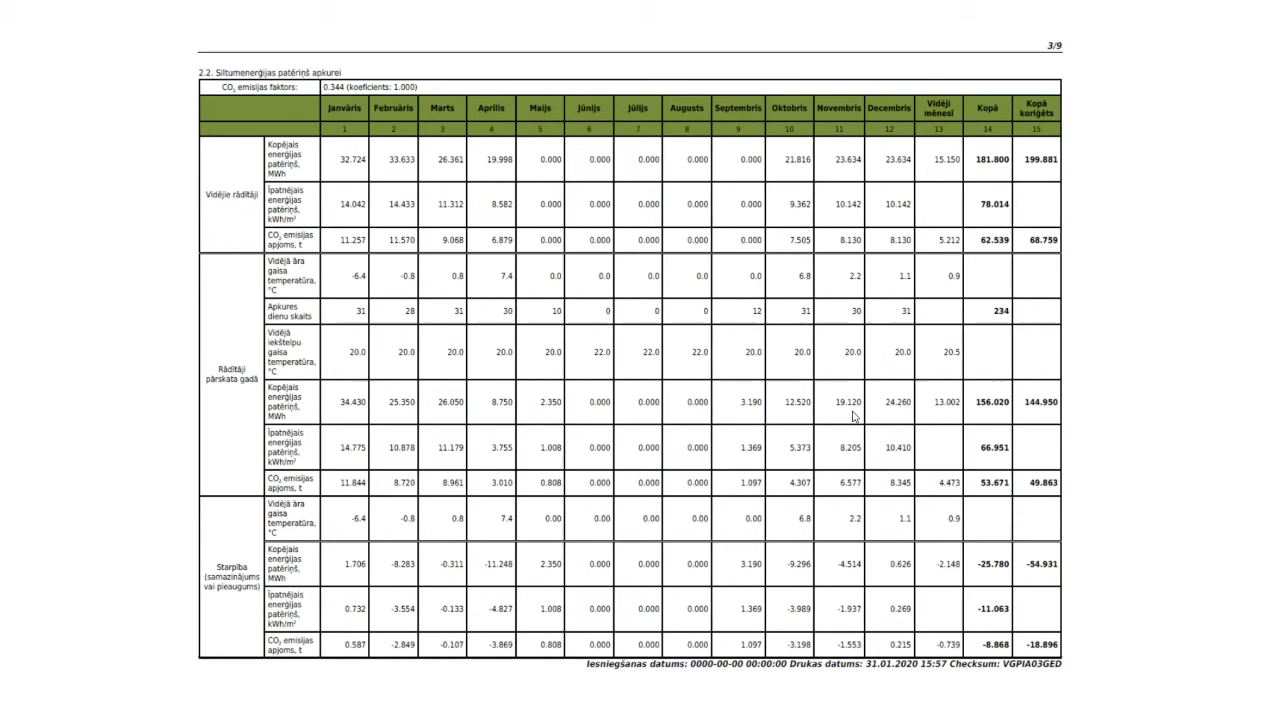 3/9
2.2. Siltumenerģijas patēriņš apkurei
CO2 emisijas faktors: 0.344 (koeficients: 1.000)
Janvāris Februāris Marts Aprīlis Maijs Jūnijs Jūlijs Augusts Septembris Oktobris Novembris Decembris Vidēji mēnesī Kopā Kopā koriģēts
1 2 3 4 5 6 7 8 9 10 11 12 13 14 15
Vidējie rādītāji
Kopējais enerģijas patēriņš, MWh 32.724 33.633 26.361 19.998 0.000 0.000 0.000 0.000 0.000 21.816 23.634 23.634 15.150 181.800 199.881
Īpatnējais enerģijas patēriņš, kWh/m² 14.042 14.433 11.312 8.582 0.000 0.000 0.000 0.000 0.000 9.362 10.142 10.142 78.014
CO2 emisijas apjoms, t 11.257 11.570 9.068 6.879 0.000 0.000 0.000 0.000 0.000 7.505 8.130 8.130 5.212 62.539 68.759
Rādītāji pārskata gadā
Vidējā āra gaisa temperatūra, °C -6.4 -0.8 0.8 7.4 0.0 0.0 0.0 0.0 0.0 6.8 2.2 1.1 0.9
Apkures dienu skaits 31 28 31 30 10 0 0 0 12 31 30 31 234
Vidējā iekštelpu gaisa temperatūra, °C 20.0 20.0 20.0 20.0 20.0 22.0 22.0 22.0 20.0 20.0 20.0 20.0 20.5
Kopējais enerģijas patēriņš, MWh 34.430 25.350 26.050 8.750 2.350 0.000 0.000 0.000 3.190 12.520 19.120 24.260 13.002 156.020 144.950
Īpatnējais enerģijas patēriņš, kWh/m² 14.775 10.878 11.179 3.755 1.008 0.000 0.000 0.000 1.369 5.373 8.205 10.410 66.951
CO2 emisijas apjoms, t 11.844 8.720 8.961 3.010 0.808 0.000 0.000 0.000 1.097 4.307 6.577 8.345 4.473 53.671 49.863
Starpība (samazinājums vai pieaugums)
Vidējā āra gaisa temperatūra, °C -6.4 -0.8 0.8 7.4 0.00 0.00 0.00 0.00 0.00 6.8 2.2 1.1 0.9
Kopējais enerģijas patēriņš, MWh 1.706 -8.283 -0.311 -11.248 2.350 0.000 0.000 0.000 3.190 -9.296 -4.514 0.626 -2.148 -25.780 -54.931
Īpatnējais enerģijas patēriņš, kWh/m² 0.732 -3.554 -0.133 -4.827 1.008 0.000 0.000 0.000 1.369 -3.989 -1.937 0.269 -11.063
CO2 emisijas apjoms, t 0.587 -2.849 -0.107 -3.869 0.808 0.000 0.000 0.000 1.097 -3.198 -1.553 0.215 -0.739 -8.868 -18.896
Iesniegšanas datums: 0000-00-00 00:00:00 Drukas datums: 31.01.2020 15:57 Checksum: VGPIA03GED